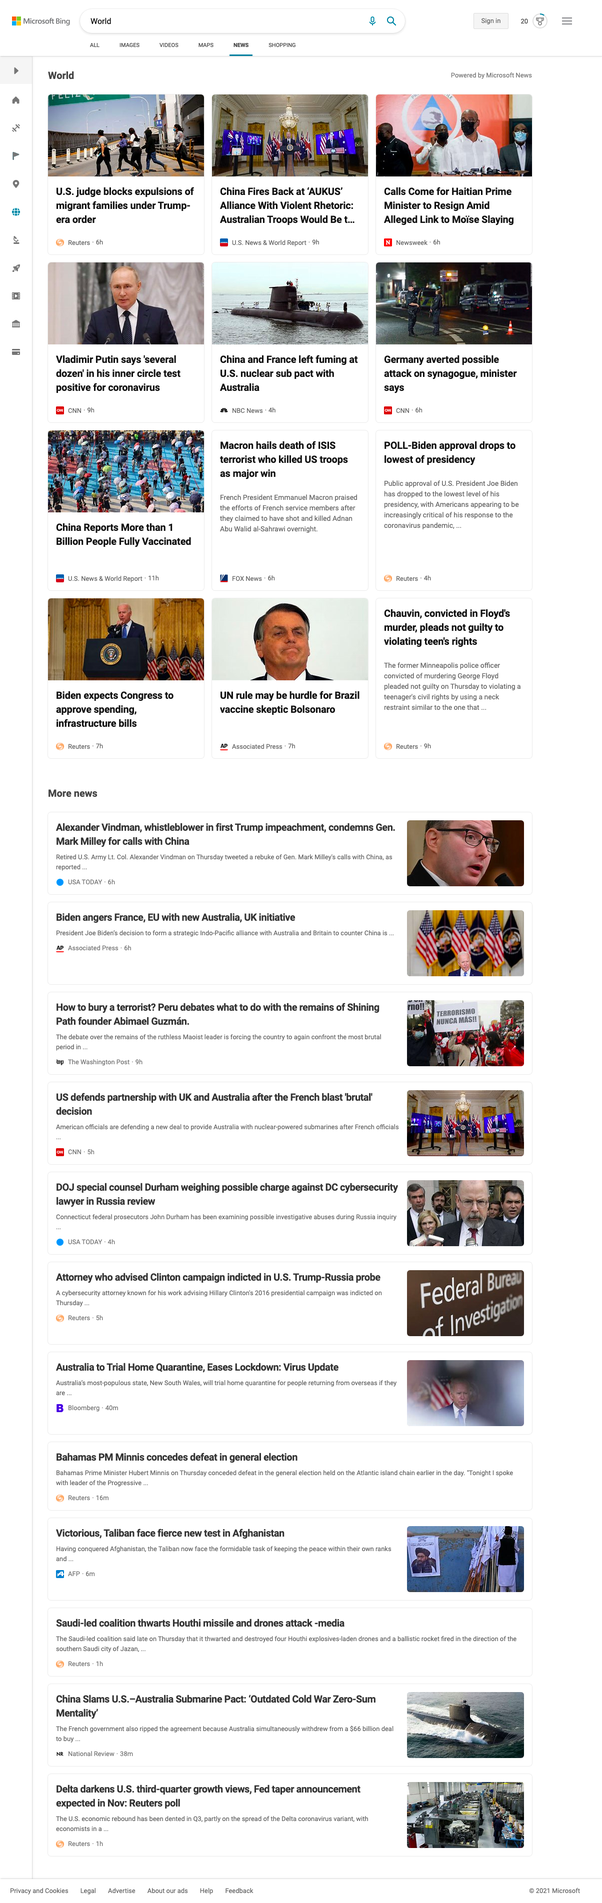 Microsoft Bing
World
Sign in
20
ALL IMAGES VIDEOS MAPS NEWS SHOPPING
World
Powered by Microsoft News
U.S. judge blocks expulsions of
migrant families under Trump-
era order
Reuters · 6h
China Fires Back at 'AUKUS'
Alliance With Violent Rhetoric:
Australian Troops Would Be t...
U.S. News & World Report · 9h
Calls Come for Haitian Prime
Minister to Resign Amid
Alleged Link to Moïse Slaying
Newsweek · 6h
Vladimir Putin says 'several
dozen' in his inner circle test
positive for coronavirus
CNN · 9h
China and France left fuming at
U.S. nuclear sub pact with
Australia
NBC News · 4h
Germany averted possible
attack on synagogue, minister
says
CNN · 6h
China Reports More than 1
Billion People Fully Vaccinated
U.S. News & World Report · 11h
Macron hails death of ISIS
terrorist who killed US troops
as major win
French President Emmanuel Macron praised
the efforts of French service members after
they claimed to have shot and killed Adnan
Abu Walid al-Sahrawi overnight.
FOX News · 6h
POLL-Biden approval drops to
lowest of presidency
Public approval of U.S. President Joe Biden
has dropped to the lowest level of his
presidency, with Americans appearing to be
increasingly critical of his response to the
coronavirus pandemic, ...
Reuters · 4h
Biden expects Congress to
approve spending,
infrastructure bills
Reuters · 7h
UN rule may be hurdle for Brazil
vaccine skeptic Bolsonaro
AP Associated Press · 7h
Chauvin, convicted in Floyd's
murder, pleads not guilty to
violating teen's rights
The former Minneapolis police officer
convicted of murdering George Floyd
pleaded not guilty on Thursday to violating a
teenager's civil rights by using a neck
restraint similar to the one that ...
Reuters · 9h
More news
Alexander Vindman, whistleblower in first Trump impeachment, condemns Gen.
Mark Milley for calls with China
Retired U.S. Army Lt. Col. Alexander Vindman on Thursday tweeted a rebuke of Gen. Mark Milley's calls with China, as
reported ...
USA TODAY · 6h
Biden angers France, EU with new Australia, UK initiative
President Joe Biden's decision to form a strategic Indo-Pacific alliance with Australia and Britain to counter China is ...
AP Associated Press · 6h
How to bury a terrorist? Peru debates what to do with the remains of Shining
Path founder Abimael Guzmán.
The debate over the remains of the ruthless Maoist leader is forcing the country to again confront the most brutal
period in ...
wp The Washington Post · 9h
TERRORISMO
NUNCA MÁS!!
US defends partnership with UK and Australia after the French blast 'brutal'
decision
American officials are defending a new deal to provide Australia with nuclear-powered submarines after French officials
...
CNN · 5h
DOJ special counsel Durham weighing possible charge against DC cybersecurity
lawyer in Russia review
Connecticut federal prosecutors John Durham has been examining possible investigative abuses during Russia inquiry
...
USA TODAY · 4h
Attorney who advised Clinton campaign indicted in U.S. Trump-Russia probe
A cybersecurity attorney known for his work advising Hillary Clinton's 2016 presidential campaign was indicted on
Thursday ...
Reuters · 5h
Federal Bureau
of Investigation
Australia to Trial Home Quarantine, Eases Lockdown: Virus Update
Australia's most-populous state, New South Wales, will trial home quarantine for people returning from overseas if they
are ...
B Bloomberg · 40m
Bahamas PM Minnis concedes defeat in general election
Bahamas Prime Minister Hubert Minnis on Thursday conceded defeat in the general election held on the Atlantic island chain earlier in the day. "Tonight I spoke
with leader of the Progressive ...
Reuters · 16m
Victorious, Taliban face fierce new test in Afghanistan
Having conquered Afghanistan, the Taliban now face the formidable task of keeping the peace within their own ranks
and ...
AFP · 6m
Saudi-led coalition thwarts Houthi missile and drones attack -media
The Saudi-led coalition said late on Thursday that it thwarted and destroyed four Houthi explosives-laden drones and a ballistic rocket fired in the direction of the
southern Saudi city of Jazan, ...
Reuters · 1h
China Slams U.S.–Australia Submarine Pact: 'Outdated Cold War Zero-Sum
Mentality'
The French government also ripped the agreement because Australia simultaneously withdrew from a $66 billion deal
to buy ...
NR National Review · 38m
Delta darkens U.S. third-quarter growth views, Fed taper announcement
expected in Nov: Reuters poll
The U.S. economic rebound has been dented in Q3, partly on the spread of the Delta coronavirus variant, with
economists in a ...
Reuters · 1h
Privacy and Cookies Legal Advertise About our ads Help Feedback © 2021 Microsoft